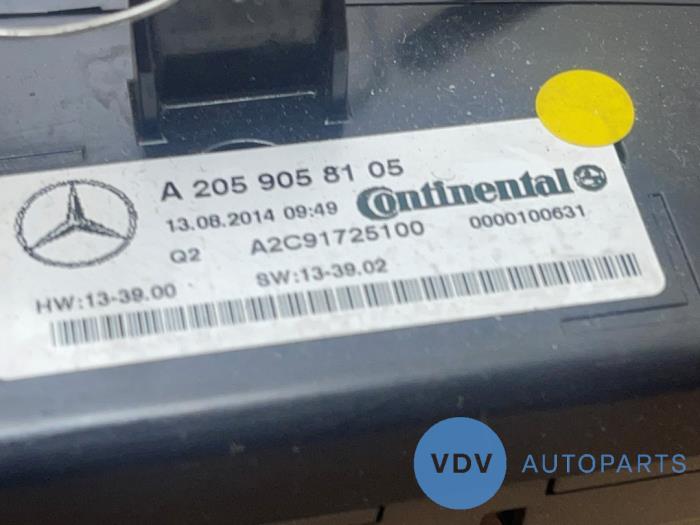 A 205 905 81 05
13.08.2014 09:49 Continental
Q2 A2C91725100 0000100631
HW:13-39.00 SW:13-39.02
VDV AUTOPARTS